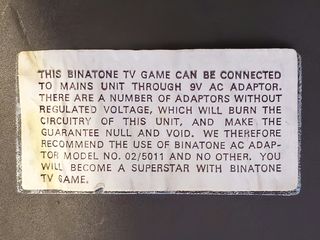 THIS BINATONE TV GAME CAN BE CONNECTED
TO MAINS UNIT THROUGH 9V AC ADAPTOR.
THERE ARE A NUMBER OF ADAPTORS WITHOUT
REGULATED VOLTAGE, WHICH WILL BURN THE
CIRCUITRY OF THIS UNIT, AND MAKE THE
GUARANTEE NULL AND VOID. WE THEREFORE
RECOMMEND THE USE OF BINATONE AC ADAP-
TOR MODEL NO. 02/5011 AND NO OTHER. YOU
WILL BECOME A SUPERSTAR WITH BINATONE
TV GAME.